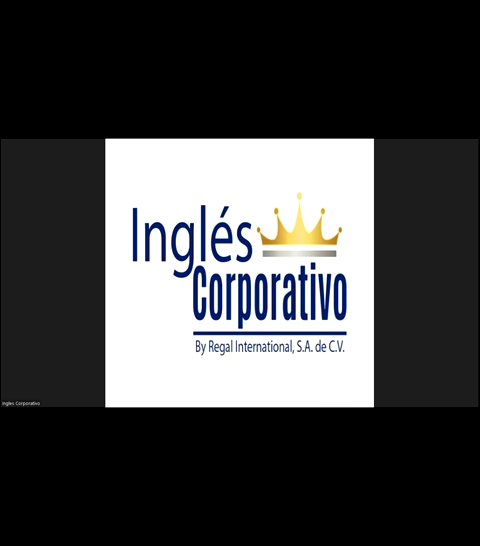 Inglés
Corporativo
By Regal International, S.A. de C.V.
Ingles Corporativo